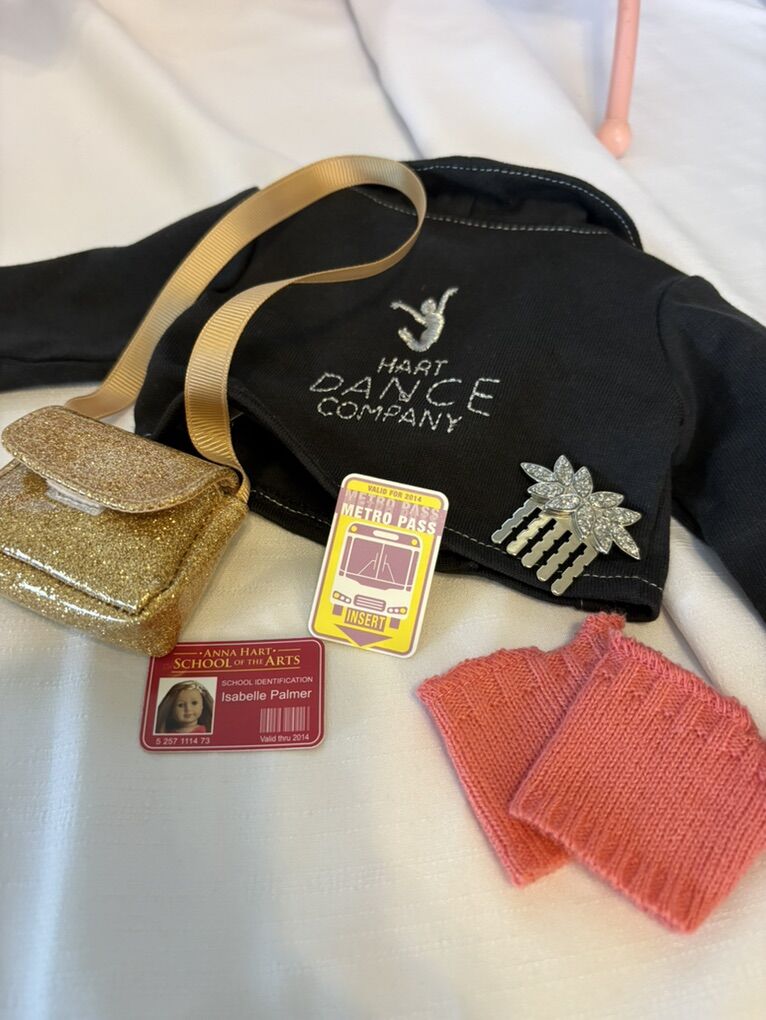 HART
DANCE
COMPANY
VALID FOR 2014
METRO PASS
METRO PASS
INSERT
ANNA HART
SCHOOL OF THE ARTS
SCHOOL IDENTIFICATION
Isabelle Palmer
5 257 1114 73
Valid thru 2014